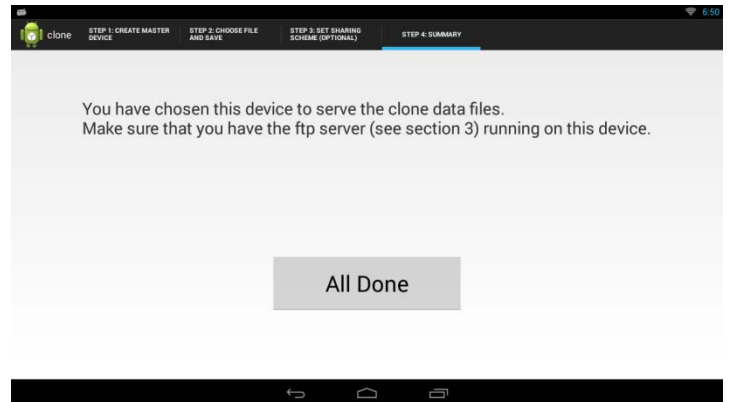 6:50
clone
STEP 1: CREATE MASTER
DEVICE
STEP 2: CHOOSE FILE
AND SAVE
STEP 3: SET SHARING
SCHEME (OPTIONAL)
STEP 4: SUMMARY
You have chosen this device to serve the clone data files.
Make sure that you have the ftp server (see section 3) running on this device.
All Done